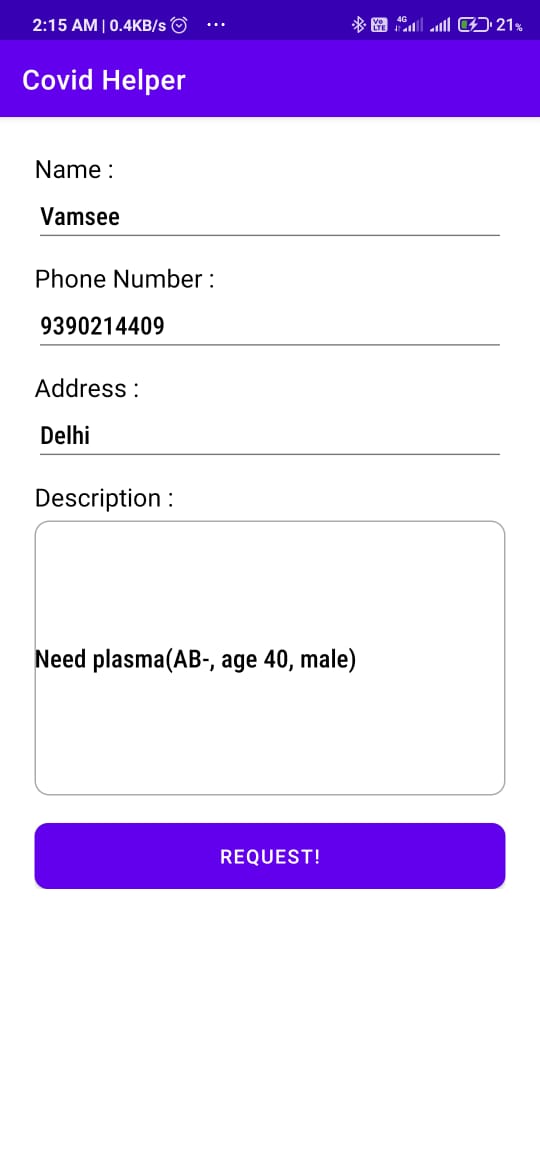 2:15 AM | 0.4KB/s ... Vo LTE 4G 21%
Covid Helper
Name :
Vamsee
Phone Number :
9390214409
Address :
Delhi
Description :
Need plasma(AB-, age 40, male)
REQUEST!